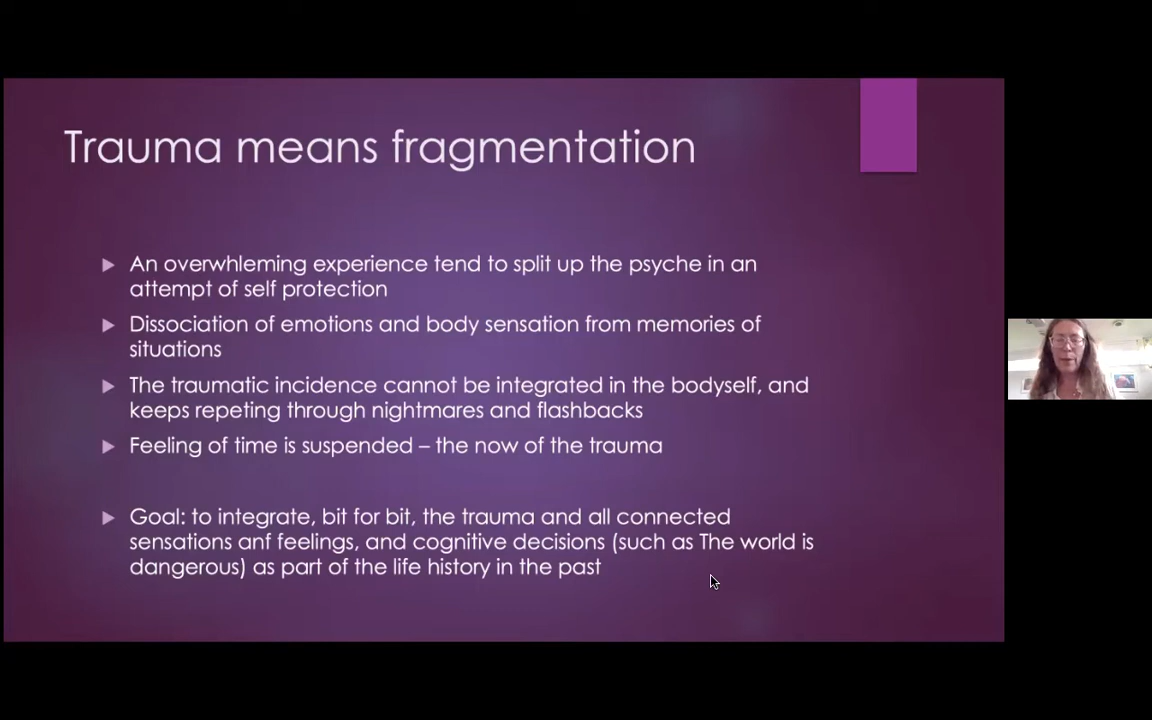 Trauma means fragmentation
An overwhleming experience tend to split up the psyche in an
attempt of self protection
Dissociation of emotions and body sensation from memories of
situations
The traumatic incidence cannot be integrated in the bodyself, and
keeps repeting through nightmares and flashbacks
Feeling of time is suspended – the now of the trauma
Goal: to integrate, bit for bit, the trauma and all connected
sensations anf feelings, and cognitive decisions (such as The world is
dangerous) as part of the life history in the past